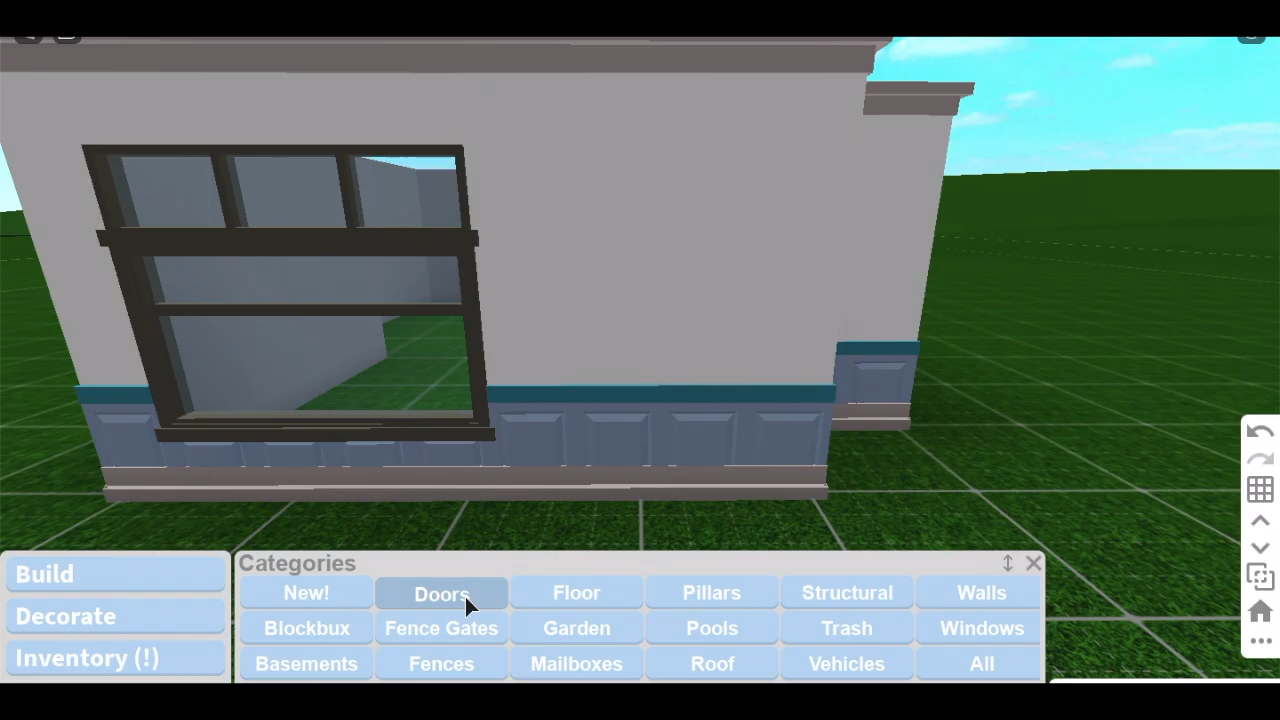 Build
Decorate
Inventory (!)
Categories
New! Doors Floor Pillars Structural Walls
Blockbux Fence Gates Garden Pools Trash Windows
Basements Fences Mailboxes Roof Vehicles All